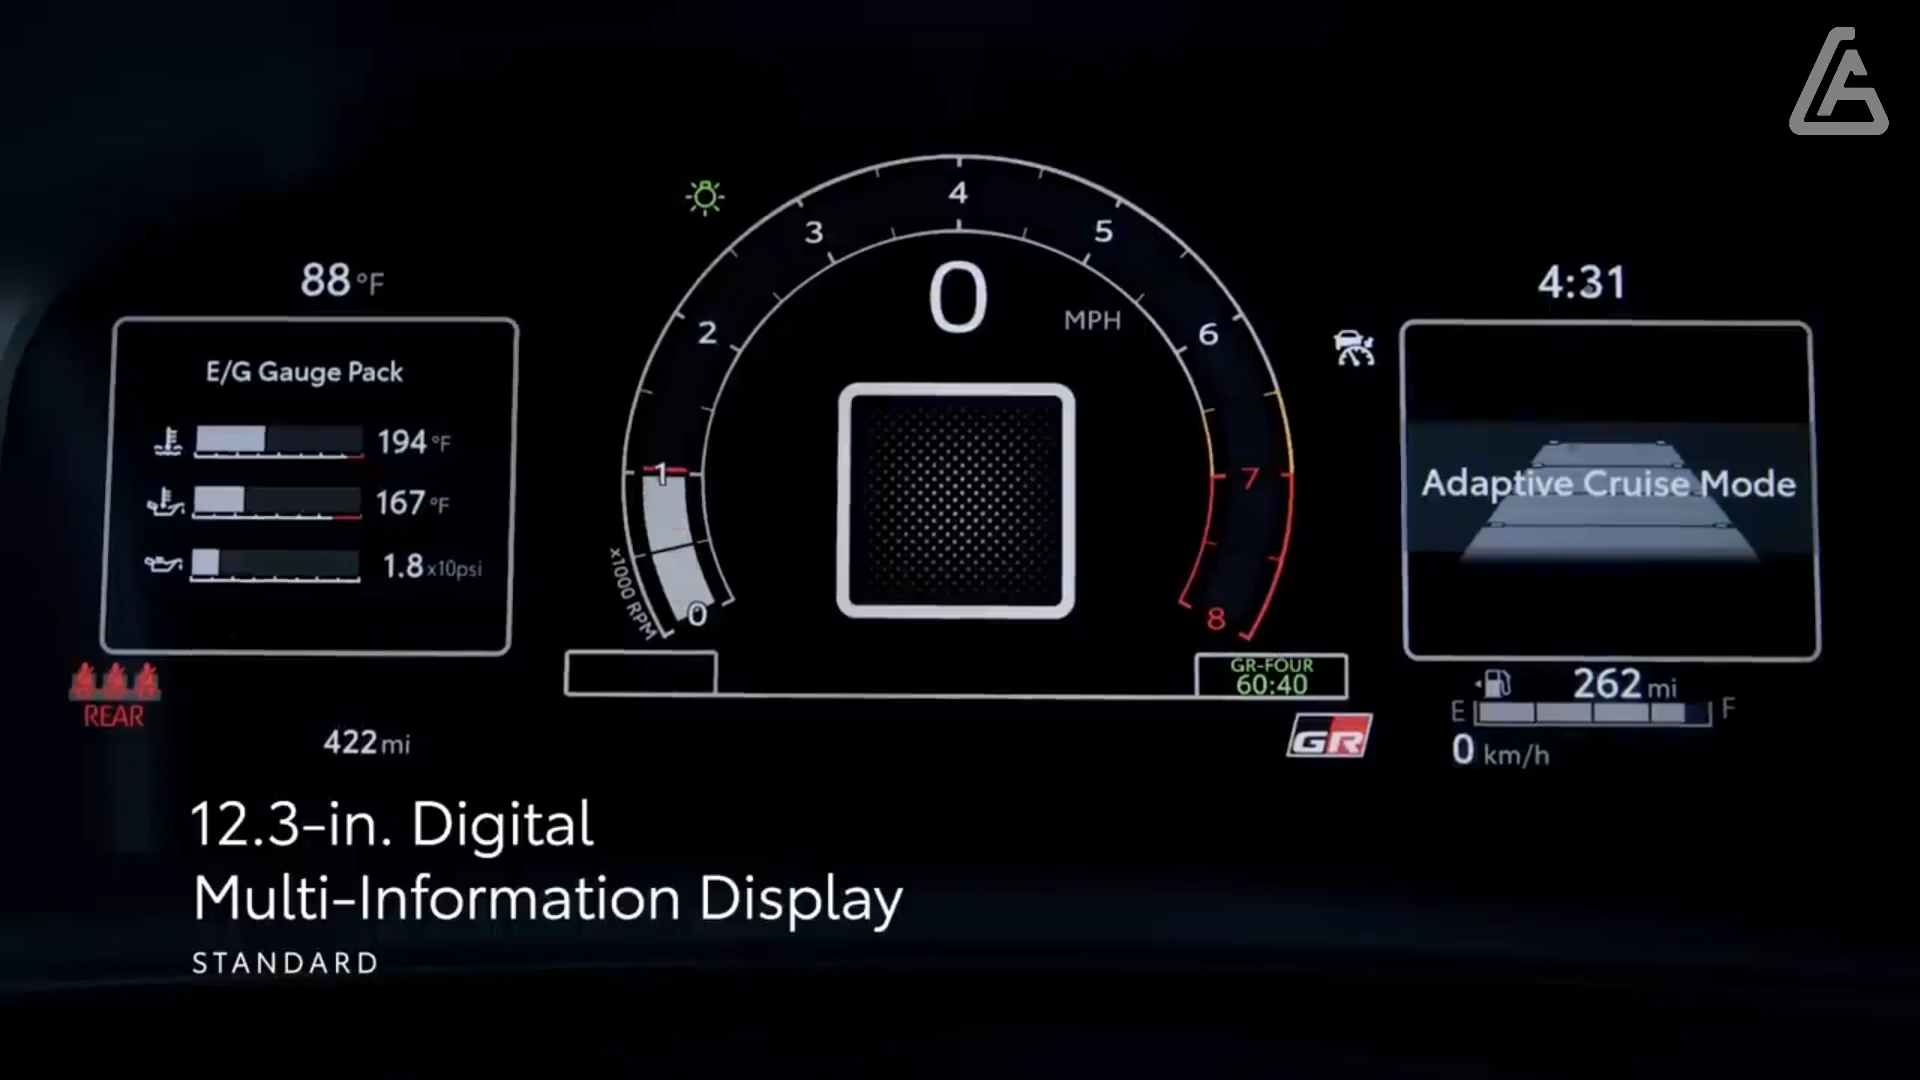 88°F
4:31
E/G Gauge Pack
194°F
167°F
1.8x10psi
0
1
2
3
4
5
6
7
8
x1000 RPM
0
MPH
Adaptive Cruise Mode
REAR
422mi
GR-FOUR
60:40
GR
262mi
E
F
0 km/h
12.3-in. Digital
Multi-Information Display
STANDARD